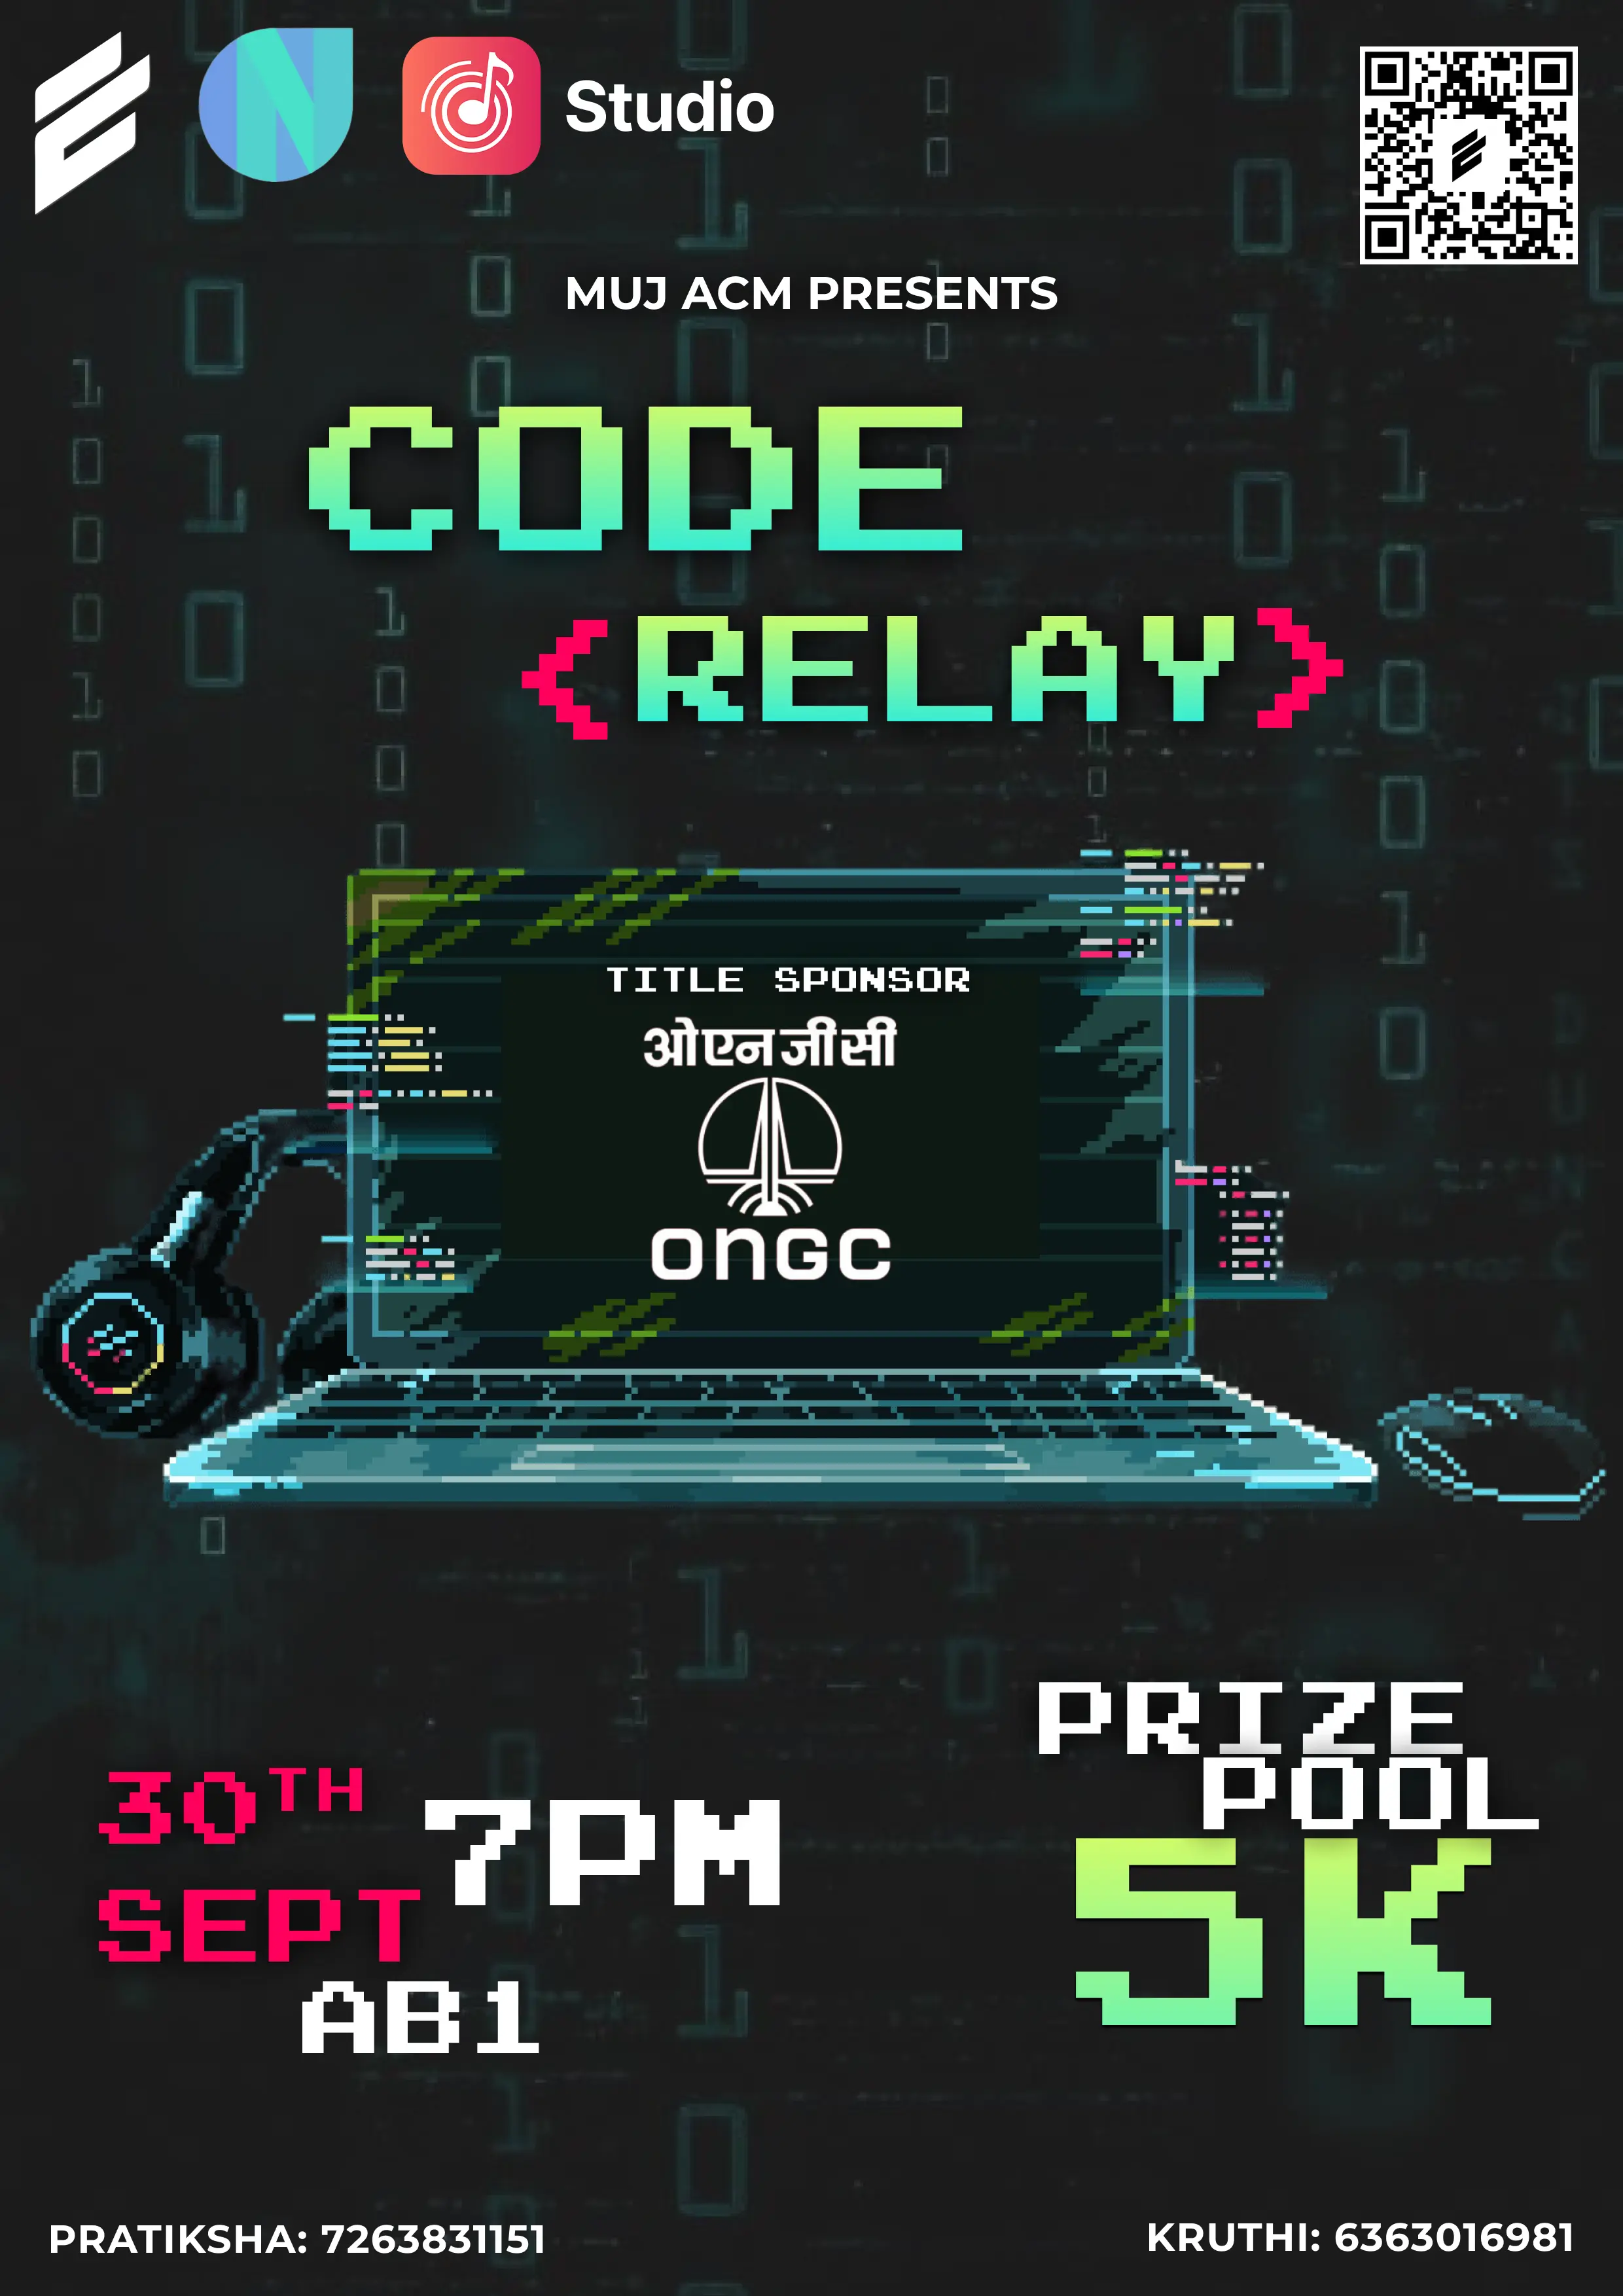 Studio
MUJ ACM PRESENTS
CODE
<RELAY>
TITLE SPONSOR
ओएनजीसी
ONGC
30TH
SEPT
7PM
AB1
PRIZE
POOL
5K
PRATIKSHA: 7263831151
KRUTHI: 6363016981